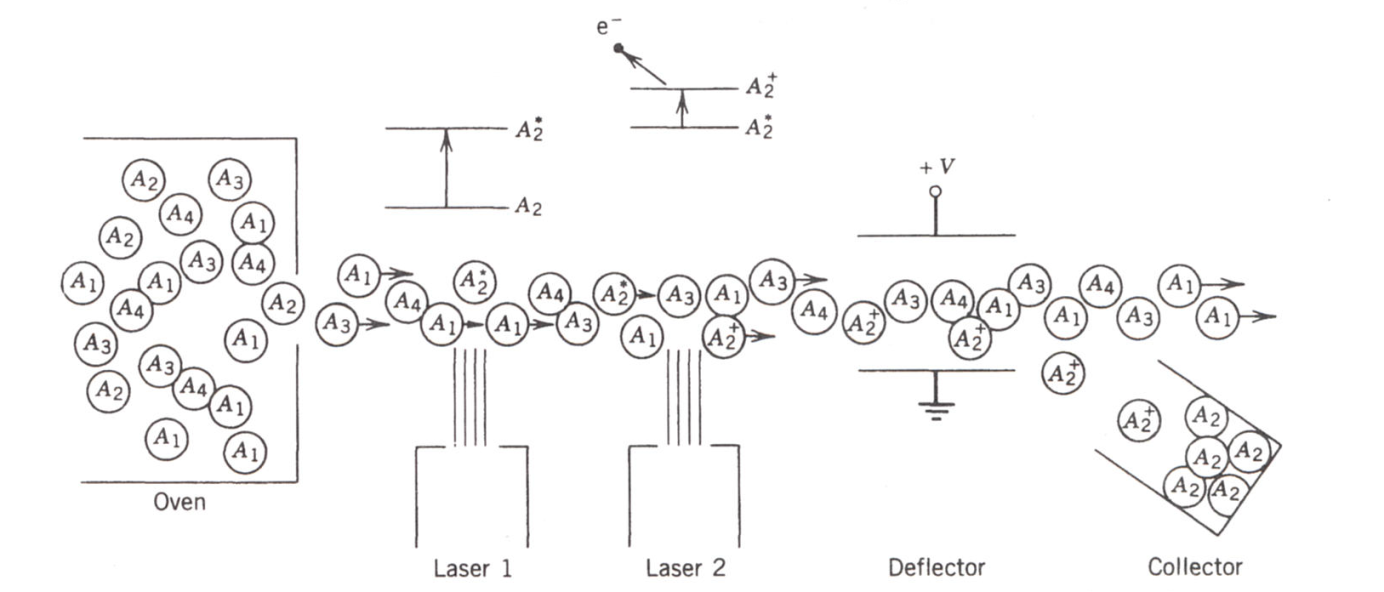 e⁻
A₂⁺
A₂*
A₂*
A₂
+ V
A₂
A₃
A₄
A₁
A₂
A₃
A₄
A₁
A₁
A₄
A₂
A₃
A₁
A₃
A₂
A₄
A₁
A₁
A₁
A₁
A₃
A₄
A₁
A₂*
A₁
A₄
A₃
A₂*
A₁
A₃
A₁
A₂⁺
A₃
A₄
A₂⁺
A₃
A₄
A₂⁺
A₁
A₃
A₁
A₄
A₃
A₁
A₁
A₂⁺
A₂⁺
A₂
A₂
A₂
A₂
A₂
Oven
Laser 1
Laser 2
Deflector
Collector